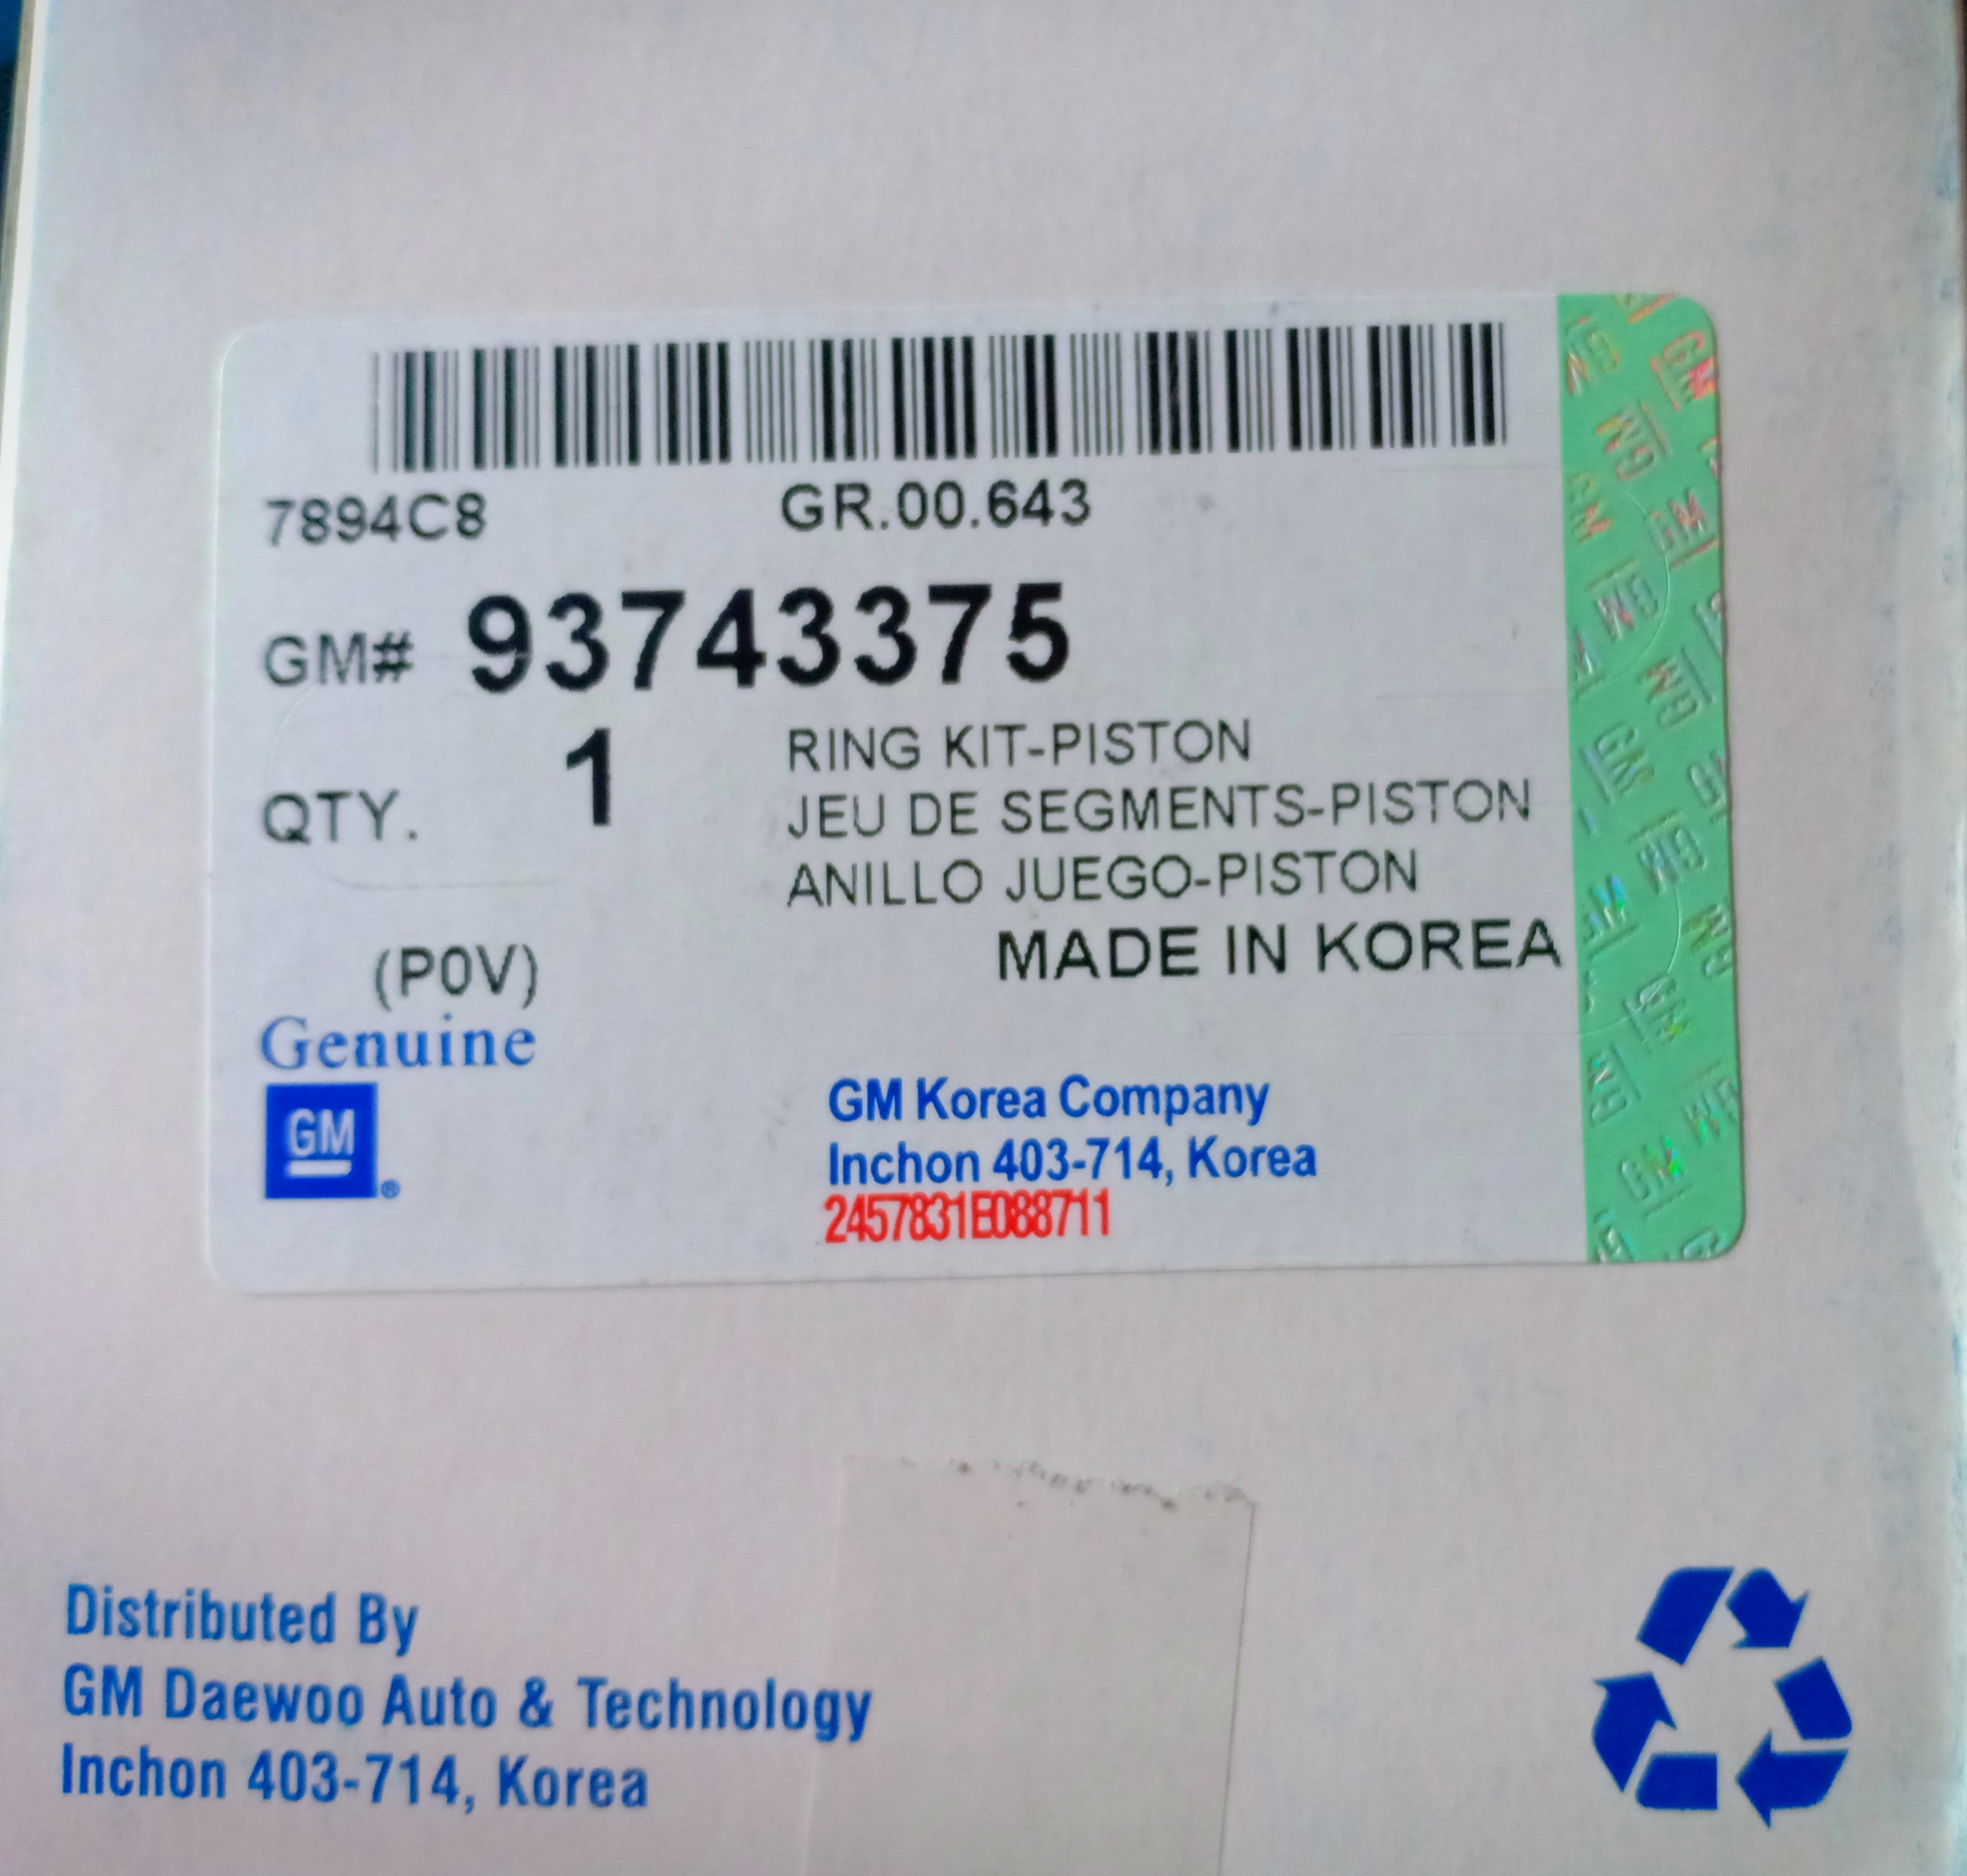 7894C8 GR.00.643
GM# 93743375
QTY. 1
RING KIT-PISTON
JEU DE SEGMENTS-PISTON
ANILLO JUEGO-PISTON
MADE IN KOREA
(P0V)
Genuine
GM ®
GM Korea Company
Inchon 403-714, Korea
2457831E088711
Distributed By
GM Daewoo Auto & Technology
Inchon 403-714, Korea